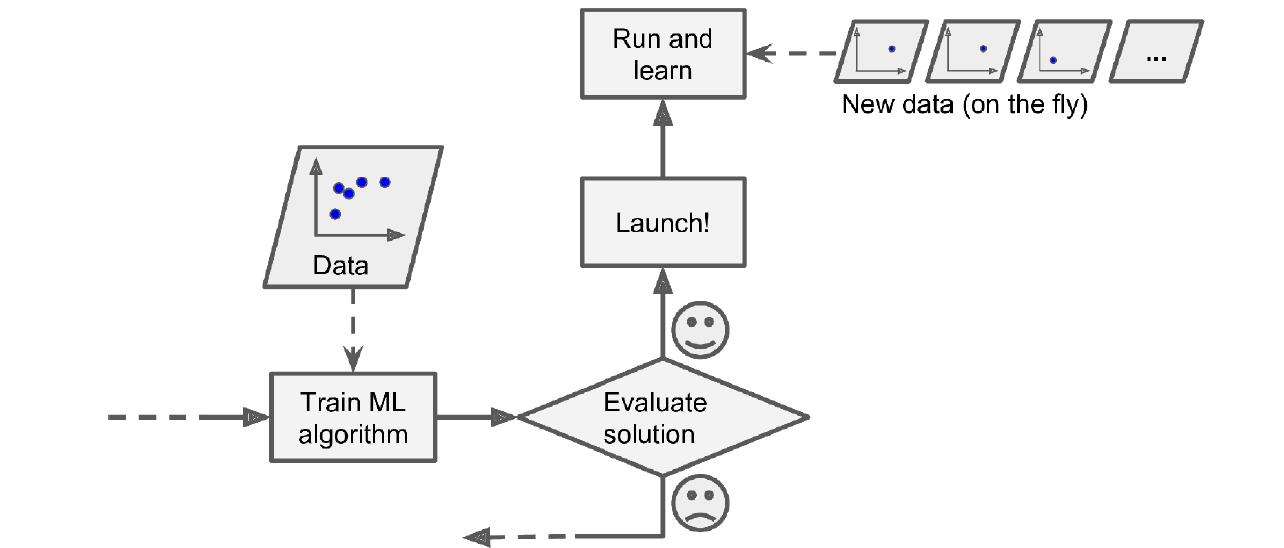 Run and
learn
...
New data (on the fly)
Launch!
Data
Train ML
algorithm
Evaluate
solution